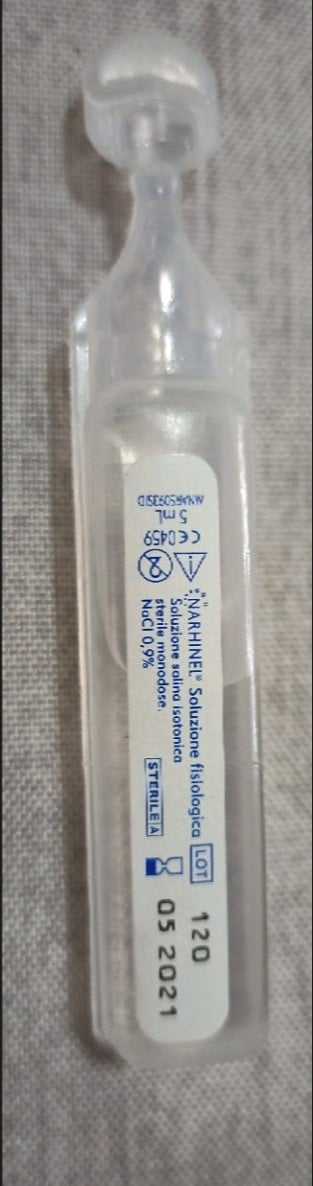 NARHINEL® Soluzione fisiologica
Soluzione salina isotonica
sterile monodose.
NaCl 0,9%
STERILE A
LOT 120
05 2021
CE 0459
5 mL